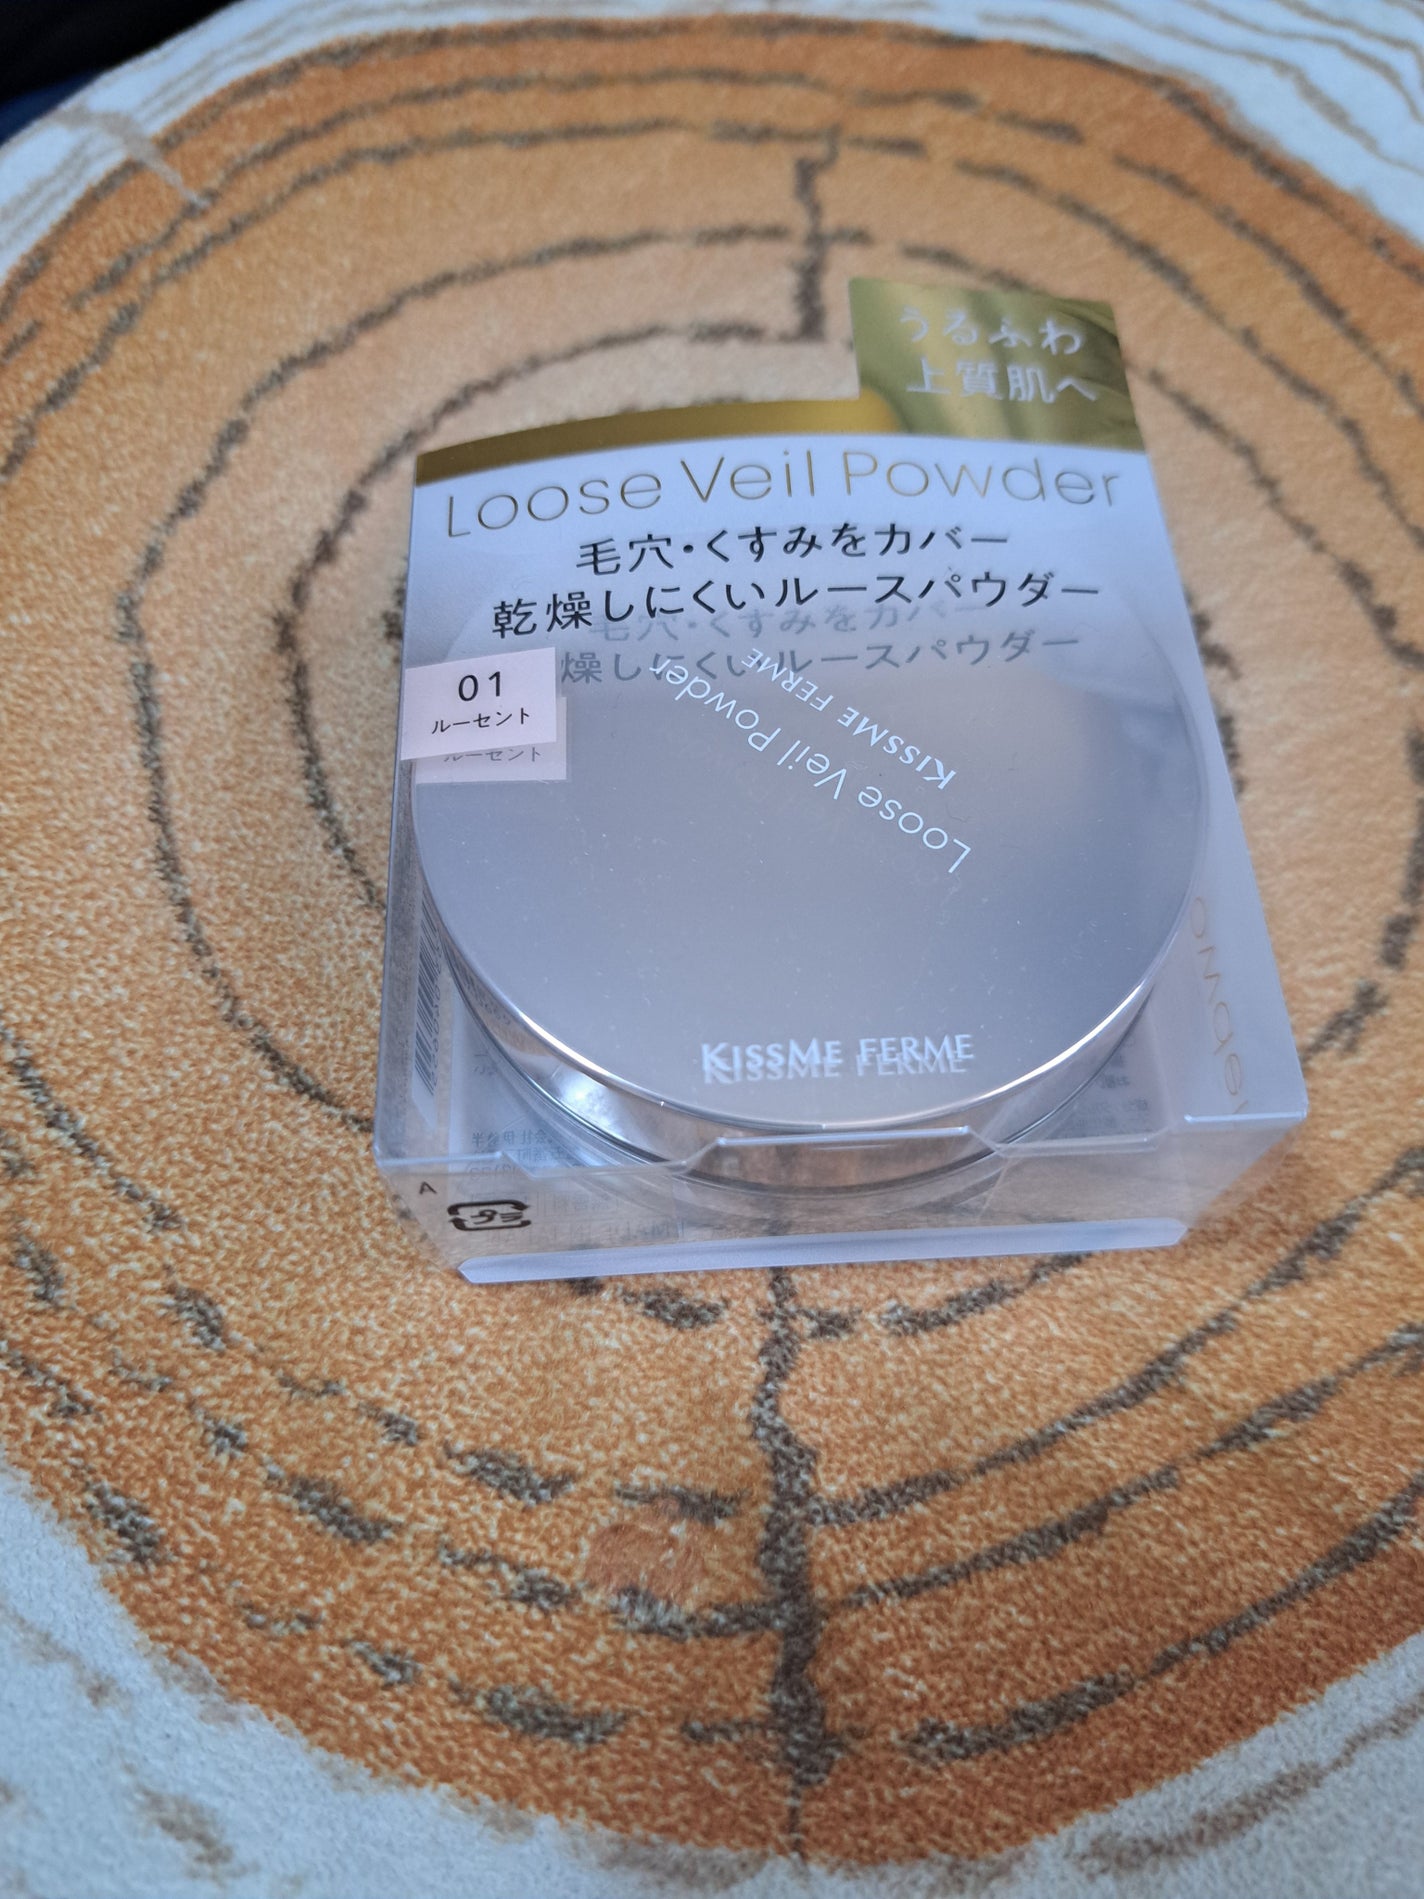 うるふわ
上質肌へ
Loose Veil Powder
毛穴・くすみをカバー
乾燥しにくいルースパウダー
01
ルーセント
KISSME FERME
Loose Veil Powder
KISSME FERME
A
プラ